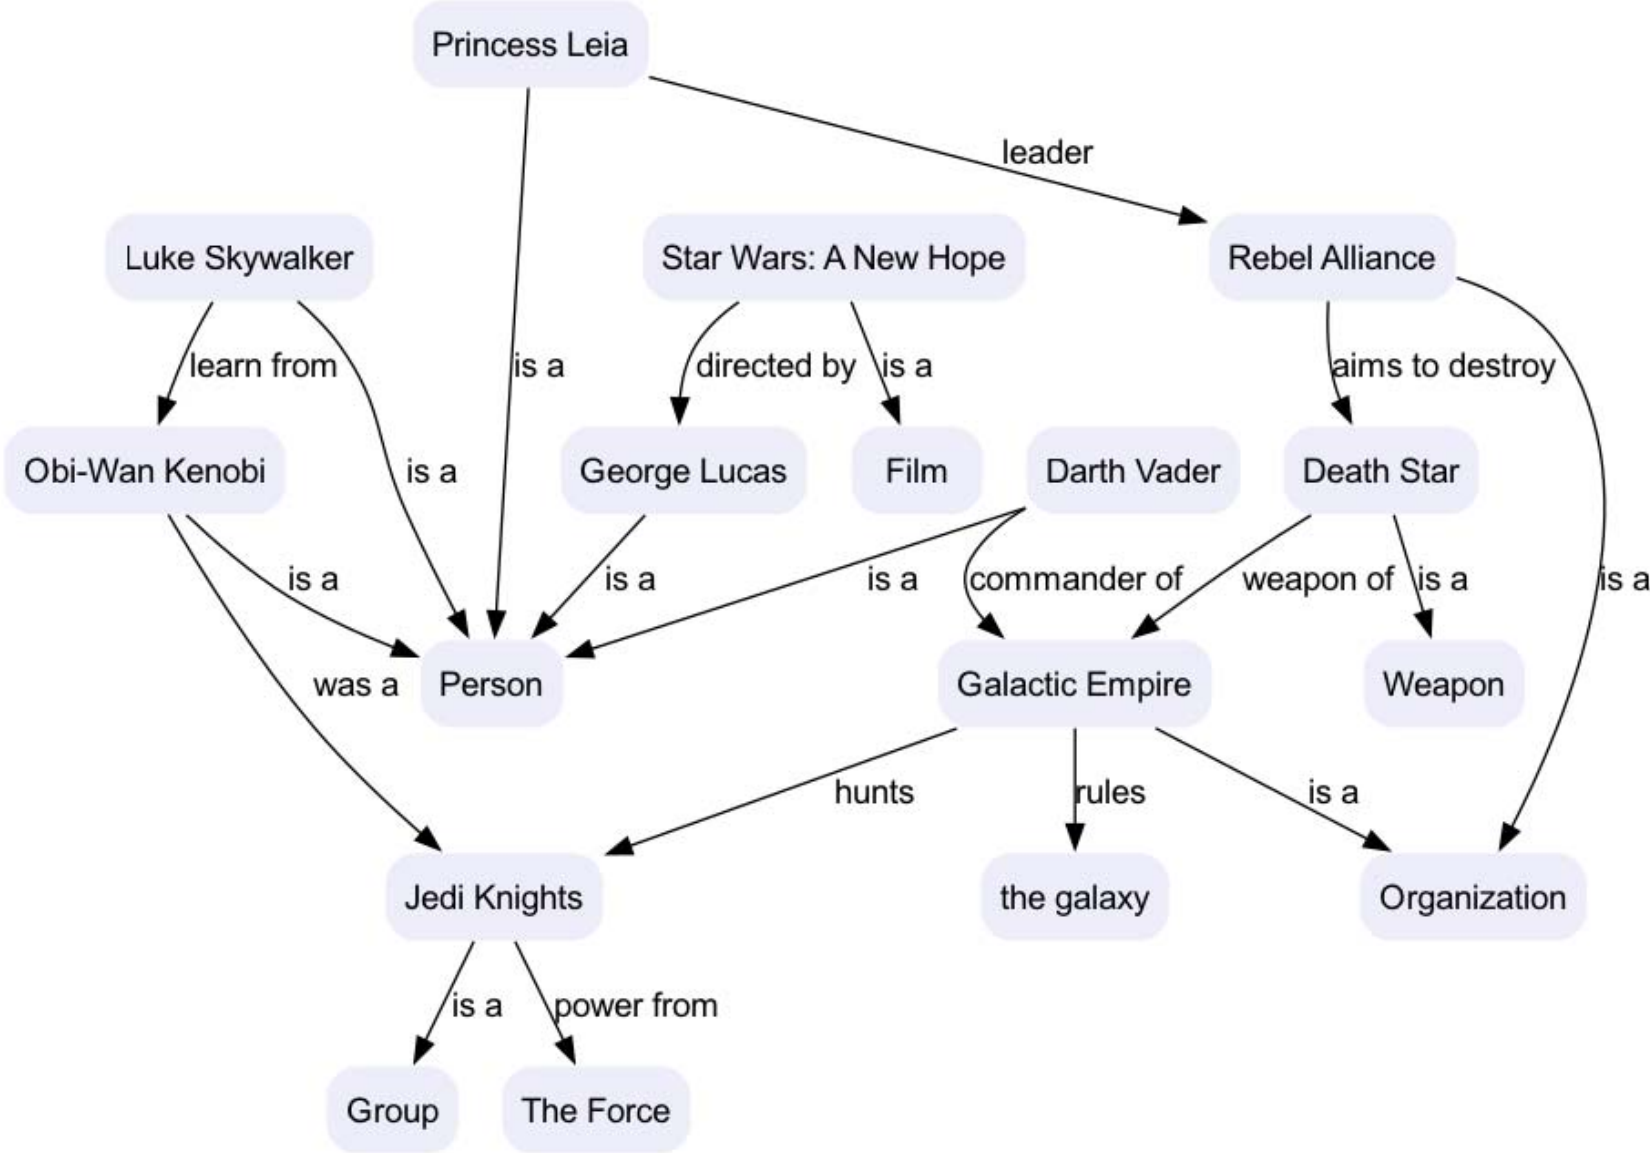 Princess Leia
leader
Luke Skywalker
Star Wars: A New Hope
Rebel Alliance
learn from
is a
directed by
is a
aims to destroy
Obi-Wan Kenobi
is a
George Lucas
Film
Darth Vader
Death Star
is a
is a
is a
commander of
weapon of
is a
is a
was a
Person
Galactic Empire
Weapon
hunts
rules
is a
Jedi Knights
the galaxy
Organization
is a
power from
Group
The Force